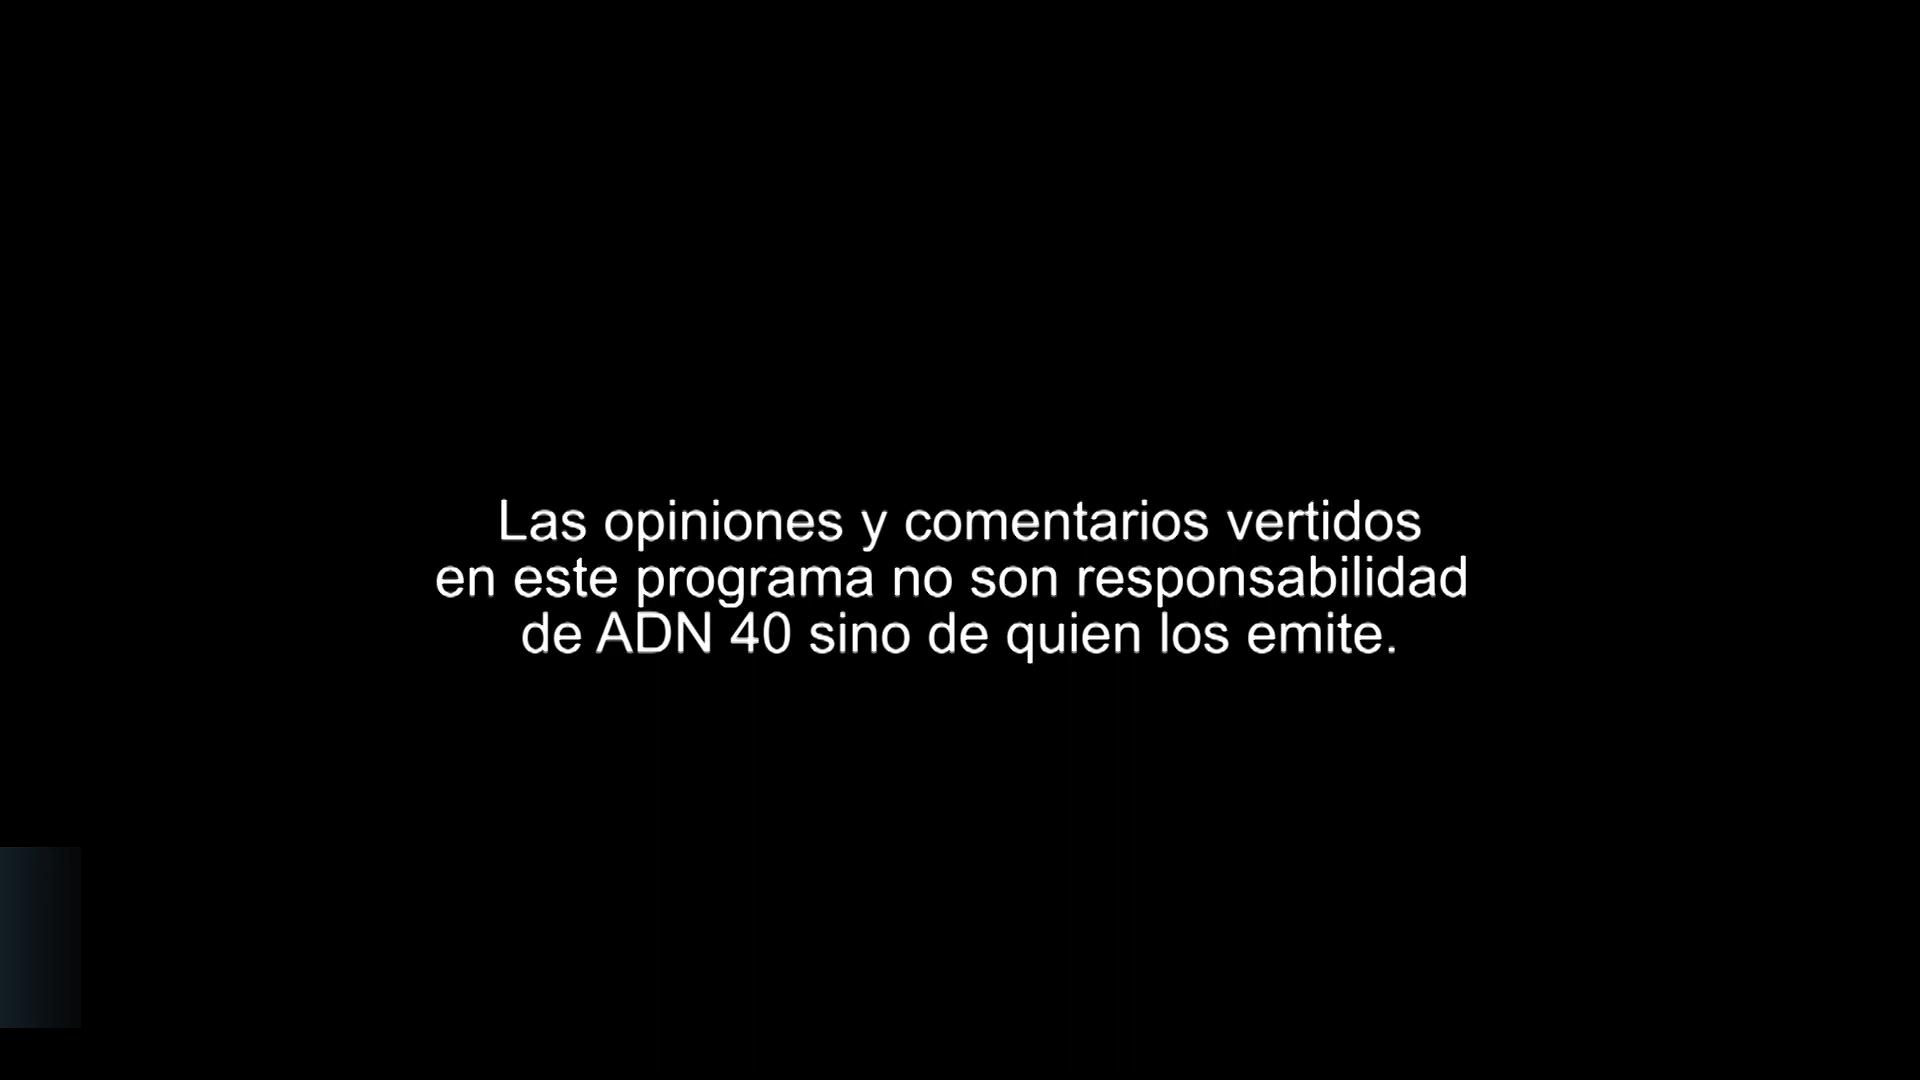 Las opiniones y comentarios vertidos
en este programa no son responsabilidad
de ADN 40 sino de quien los emite.